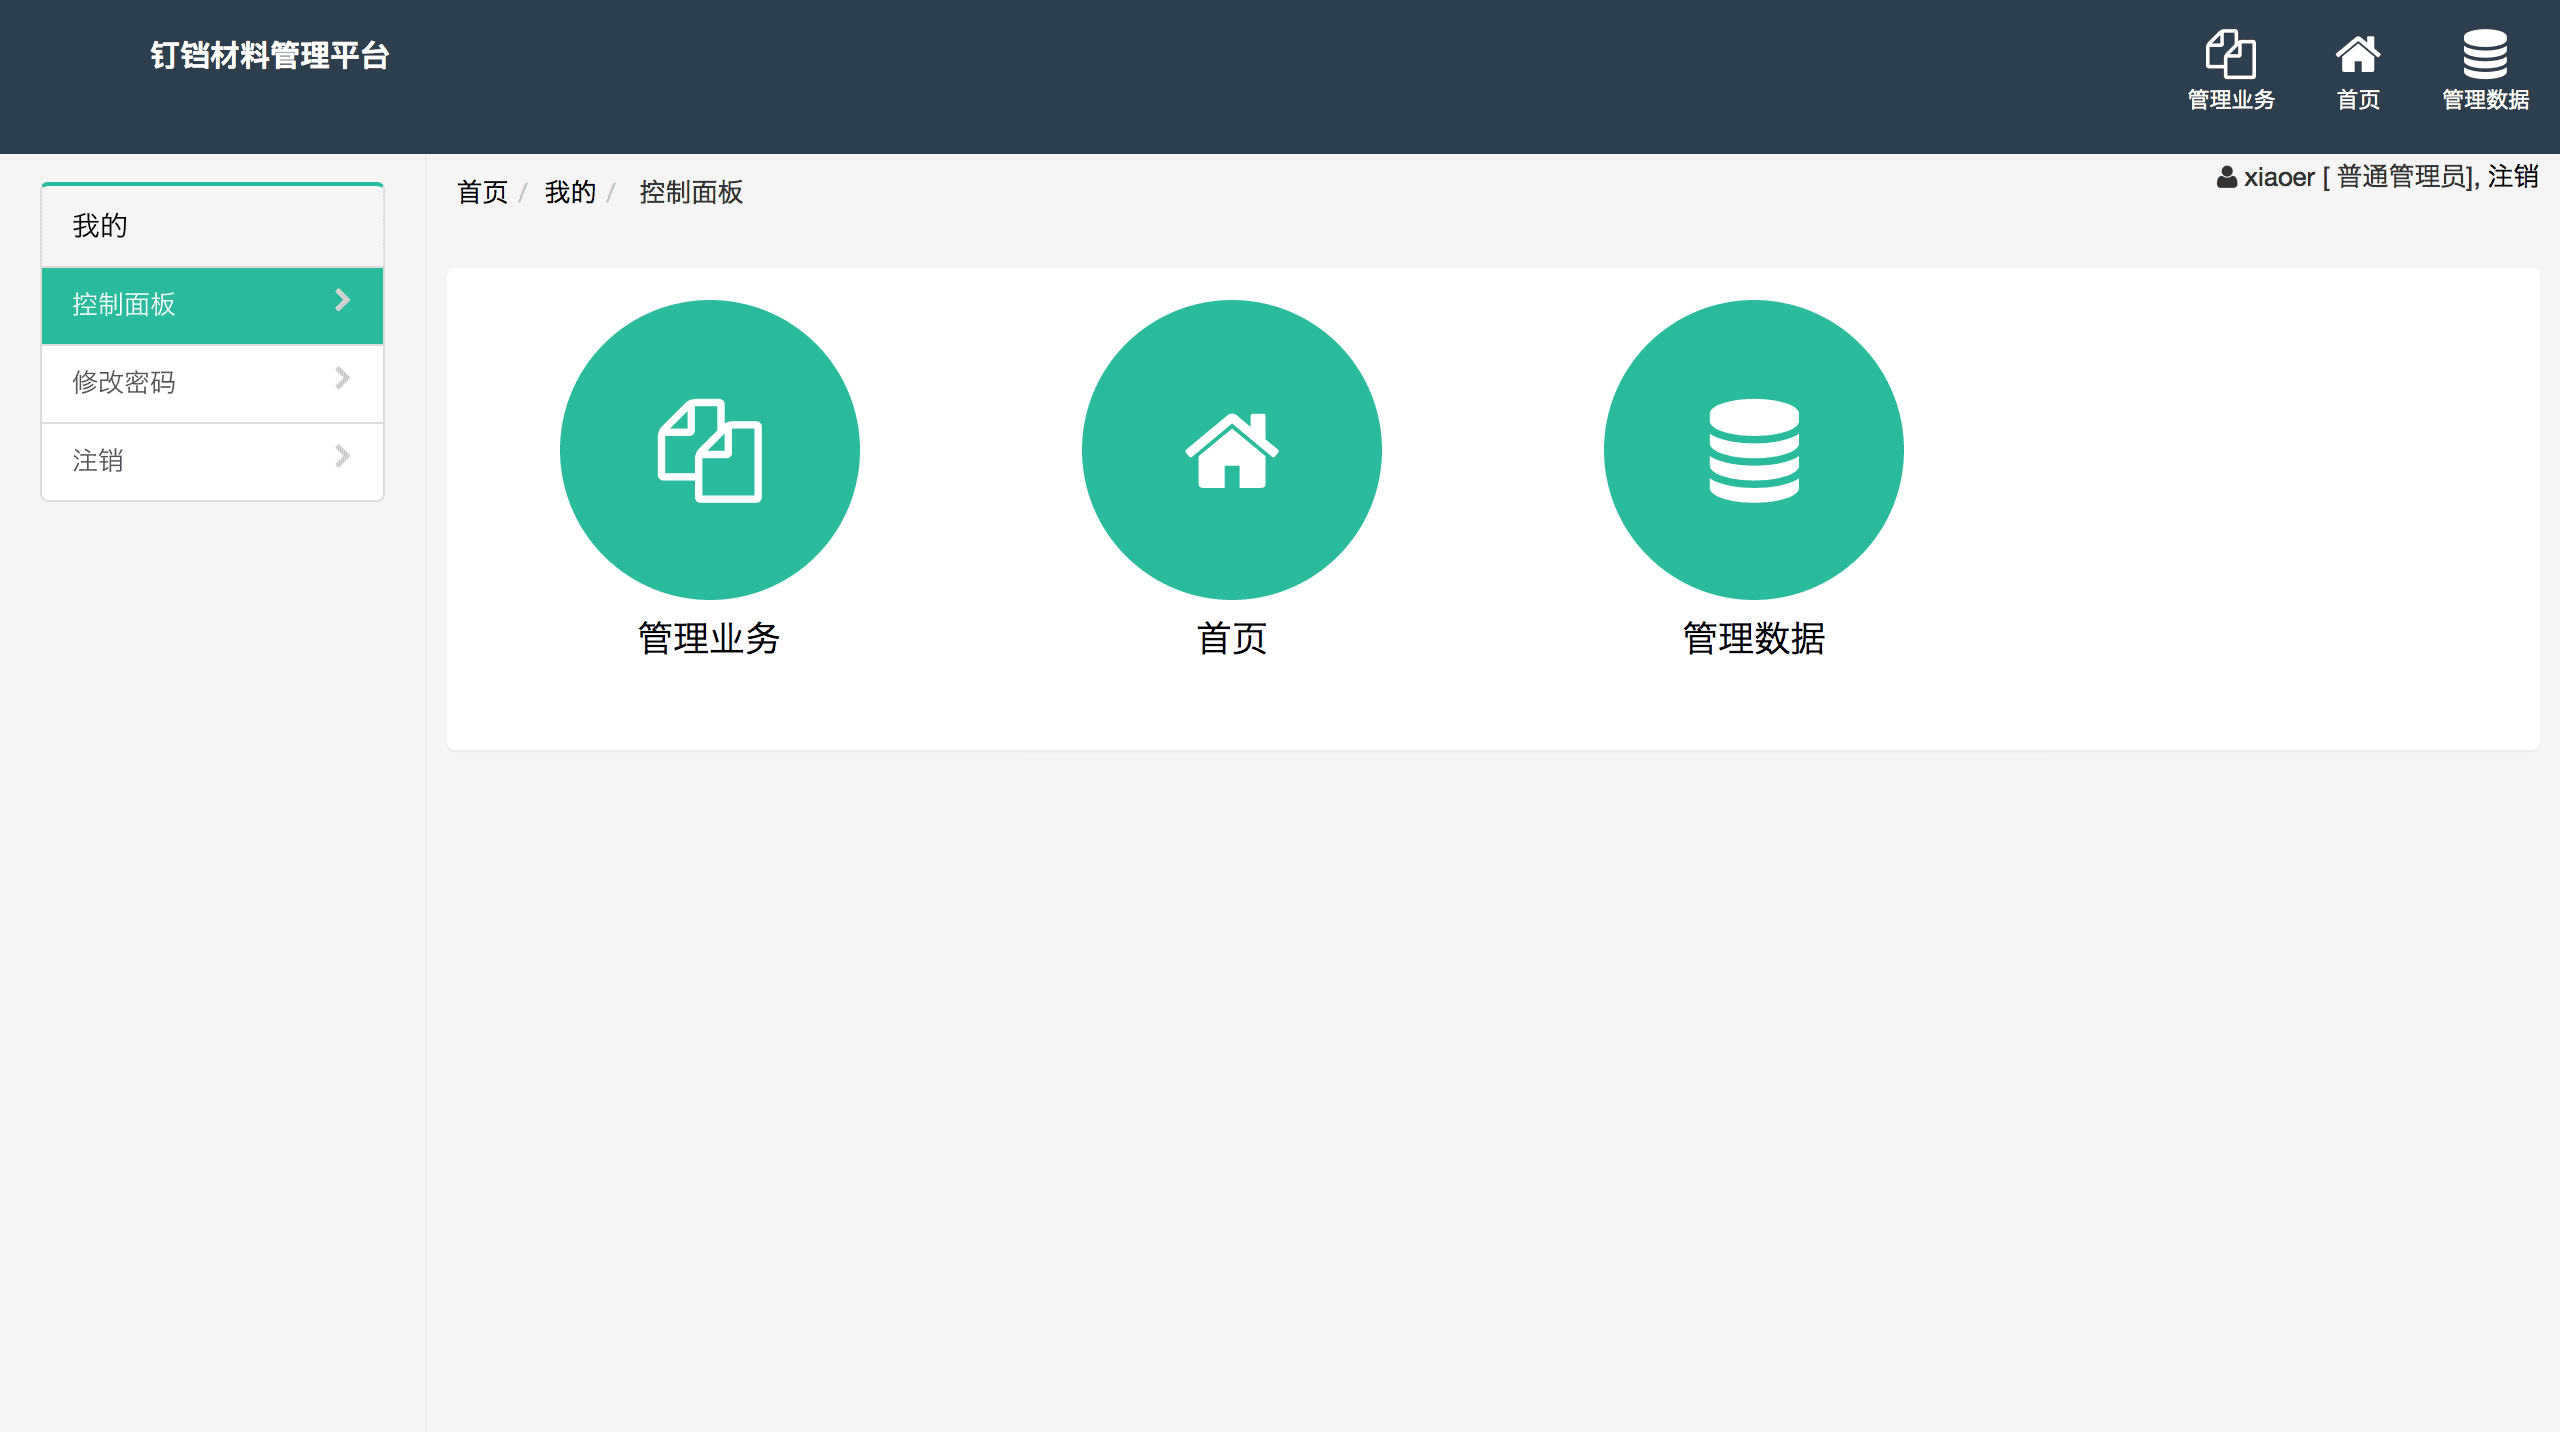 钉铛材料管理平台
管理业务
首页
管理数据
xiaoer [ 普通管理员], 注销
首页 / 我的 / 控制面板
我的
控制面板
修改密码
注销
管理业务
首页
管理数据